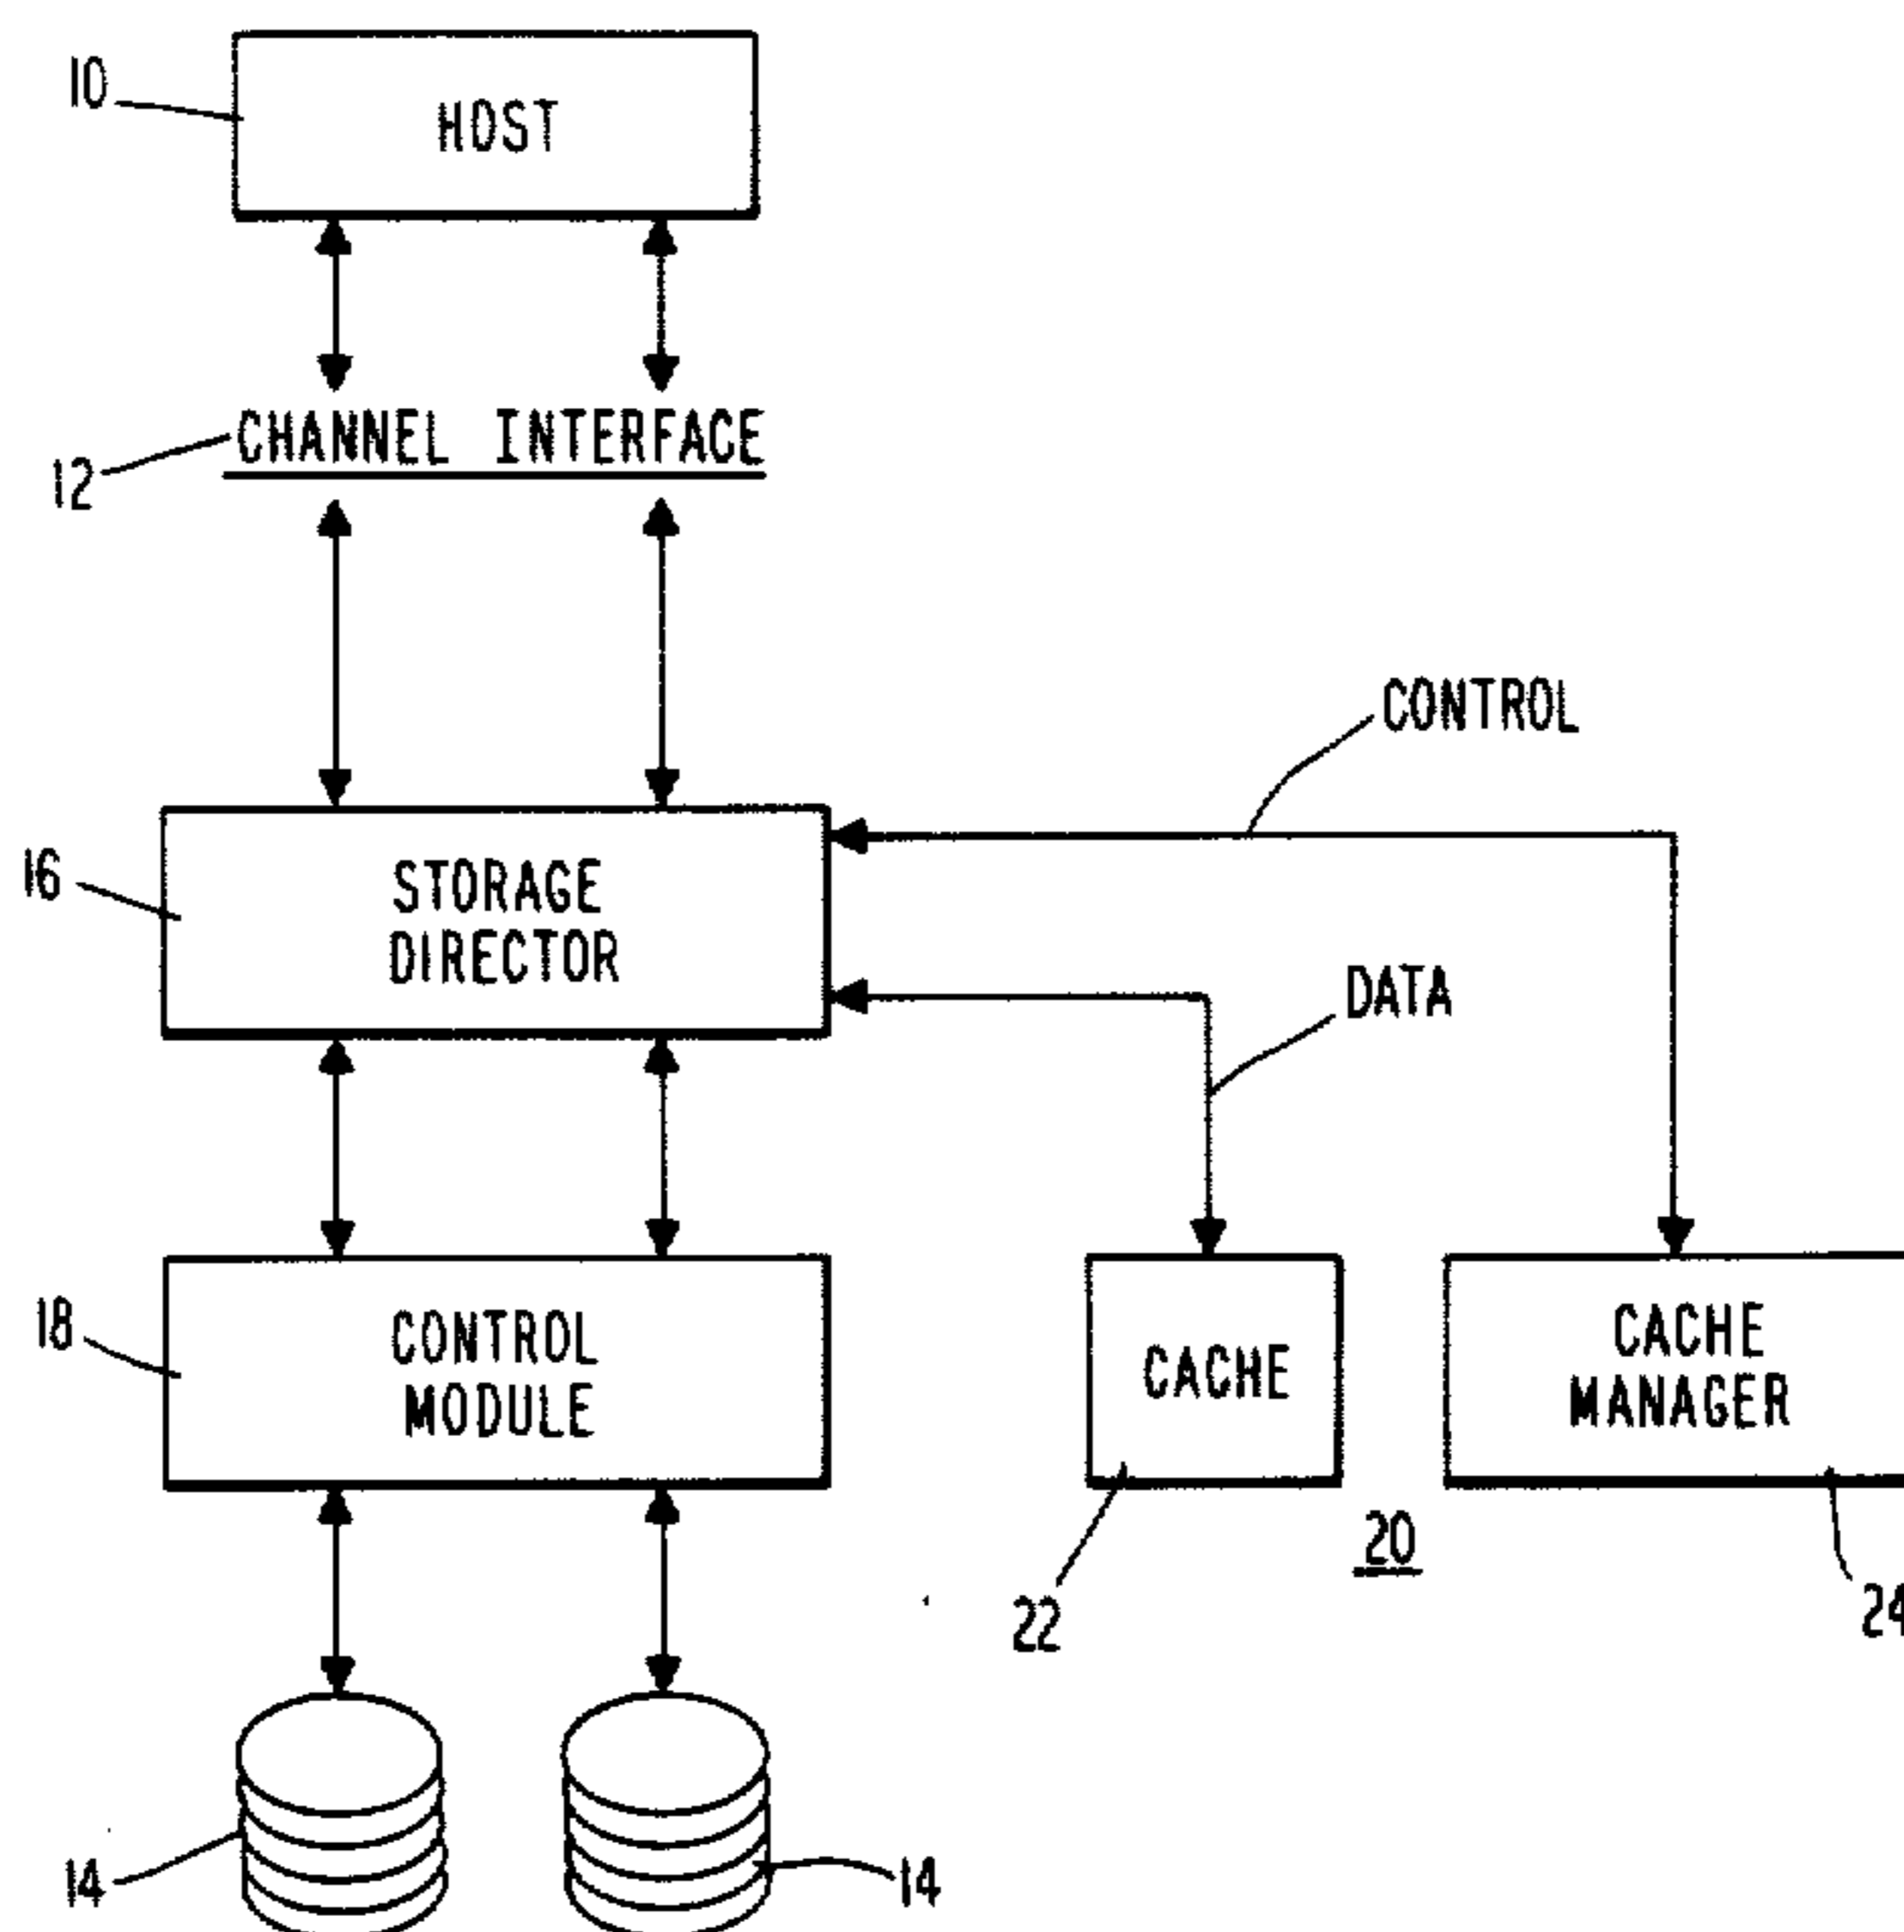 10
HOST
CHANNEL INTERFACE
12
CONTROL
16
STORAGE
DIRECTOR
DATA
18
CONTROL
MODULE
CACHE
CACHE
MANAGER
20
22
24
14
14